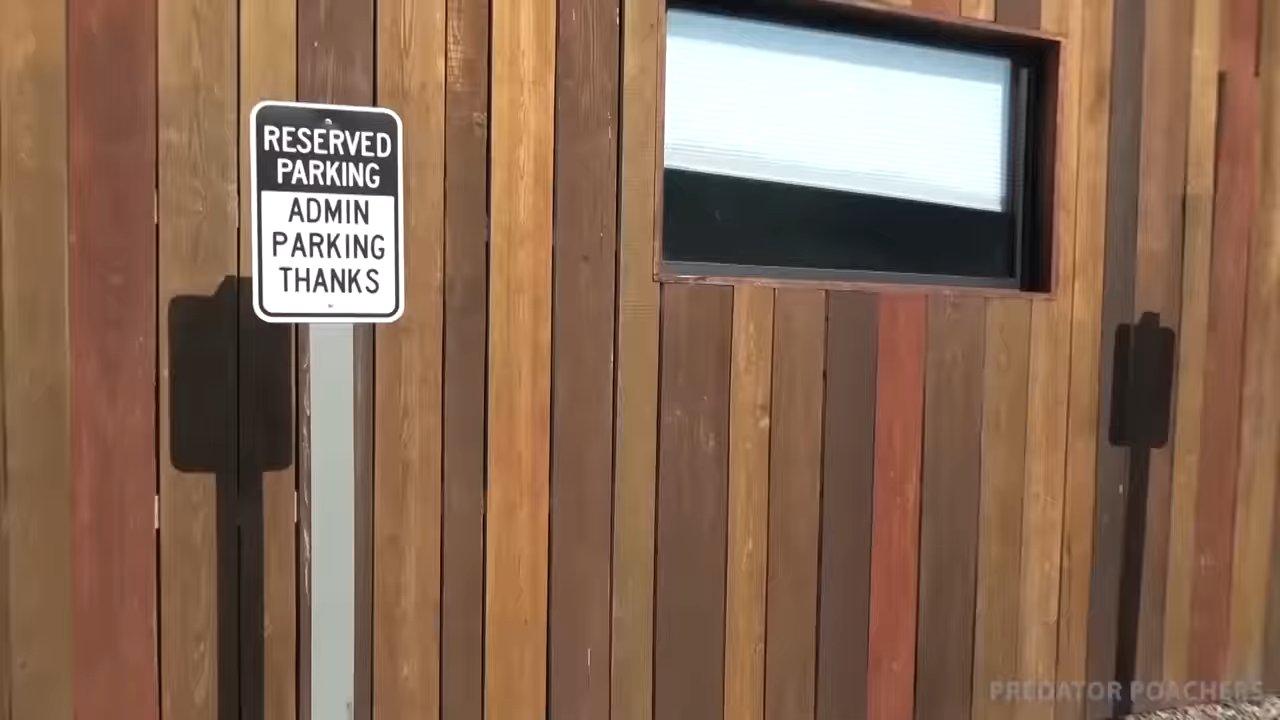 RESERVED
PARKING
ADMIN
PARKING
THANKS
PREDATOR POACHERS